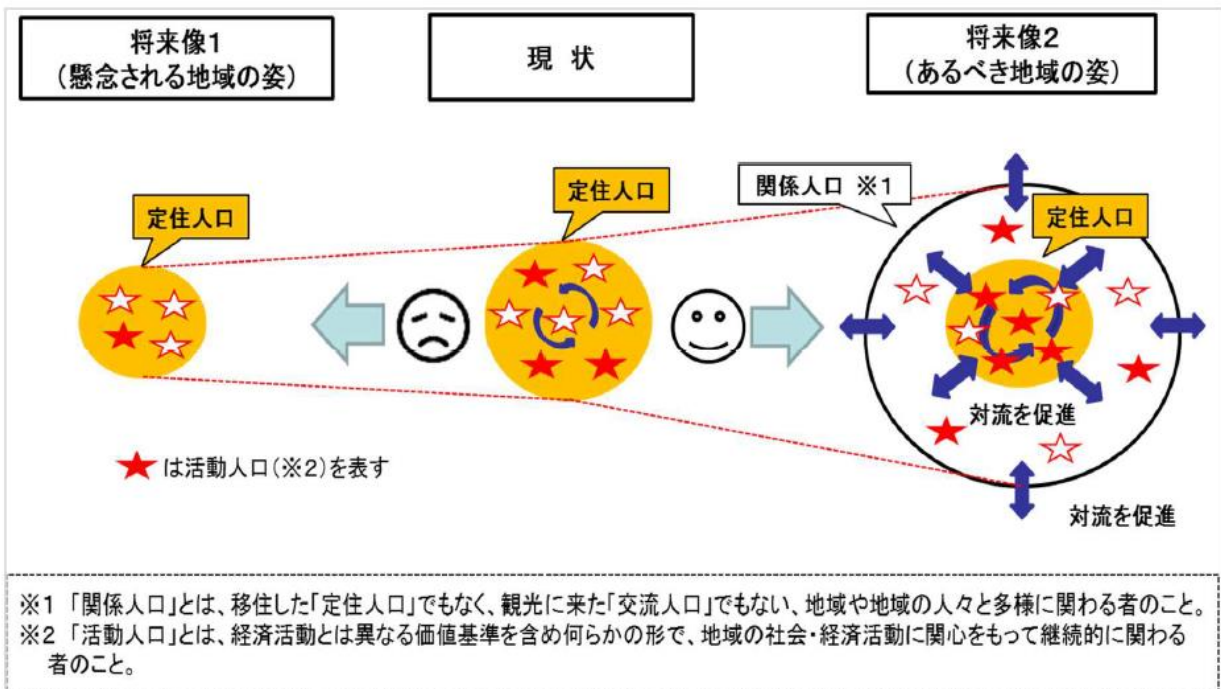 将来像1
(懸念される地域の姿)
現 状
将来像2
(あるべき地域の姿)
定住人口
定住人口
関係人口 ※1
定住人口
対流を促進
★は活動人口(※2)を表す
対流を促進
※1 「関係人口」とは、移住した「定住人口」でもなく、観光に来た「交流人口」でもない、地域や地域の人々と多様に関わる者のこと。
※2 「活動人口」とは、経済活動とは異なる価値基準を含め何らかの形で、地域の社会・経済活動に関心をもって継続的に関わる
者のこと。